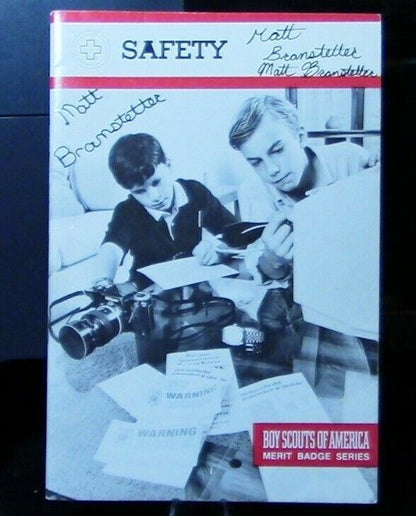 SAFETY
Matt
Branstetter
Matt Branstetter
Matt
Branstetter
WARNING
WARNING
BOY SCOUTS OF AMERICA
MERIT BADGE SERIES